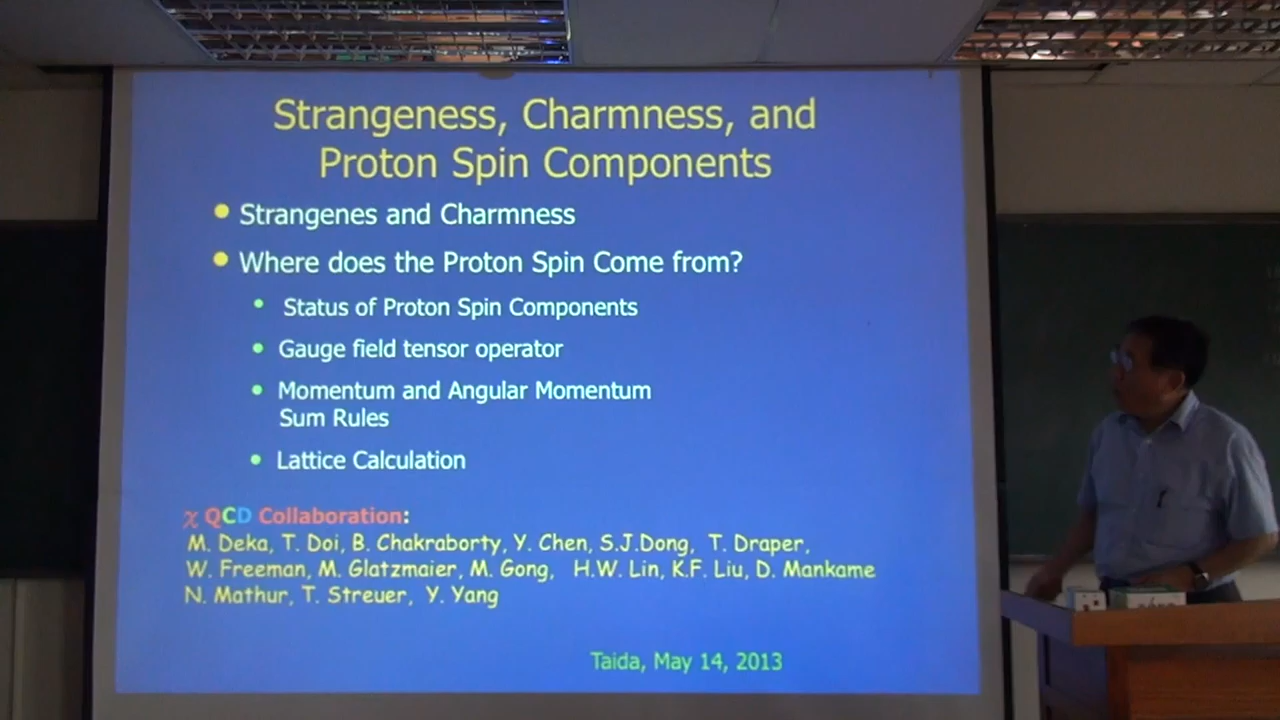 Strangeness, Charmness, and
Proton Spin Components
Strangenes and Charmness
Where does the Proton Spin Come from?
Status of Proton Spin Components
Gauge field tensor operator
Momentum and Angular Momentum
Sum Rules
Lattice Calculation
χ QCD Collaboration:
M. Deka, T. Doi, B. Chakraborty, Y. Chen, S.J.Dong, T. Draper,
W. Freeman, M. Glatzmaier, M. Gong, H.W. Lin, K.F. Liu, D. Mankame
N. Mathur, T. Streuer, Y. Yang
Taida, May 14, 2013